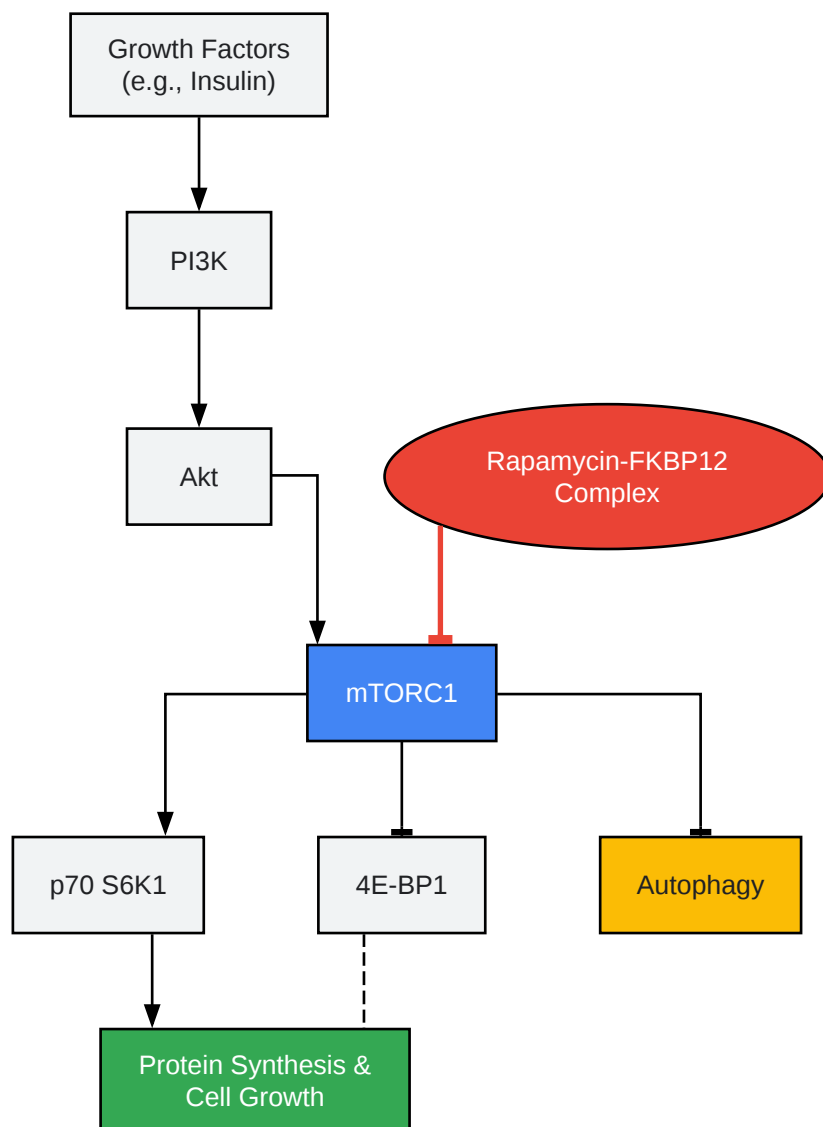 Growth Factors
(e.g., Insulin)
PI3K
Akt
Rapamycin-FKBP12
Complex
mTORC1
p70 S6K1
4E-BP1
Autophagy
Protein Synthesis &
Cell Growth